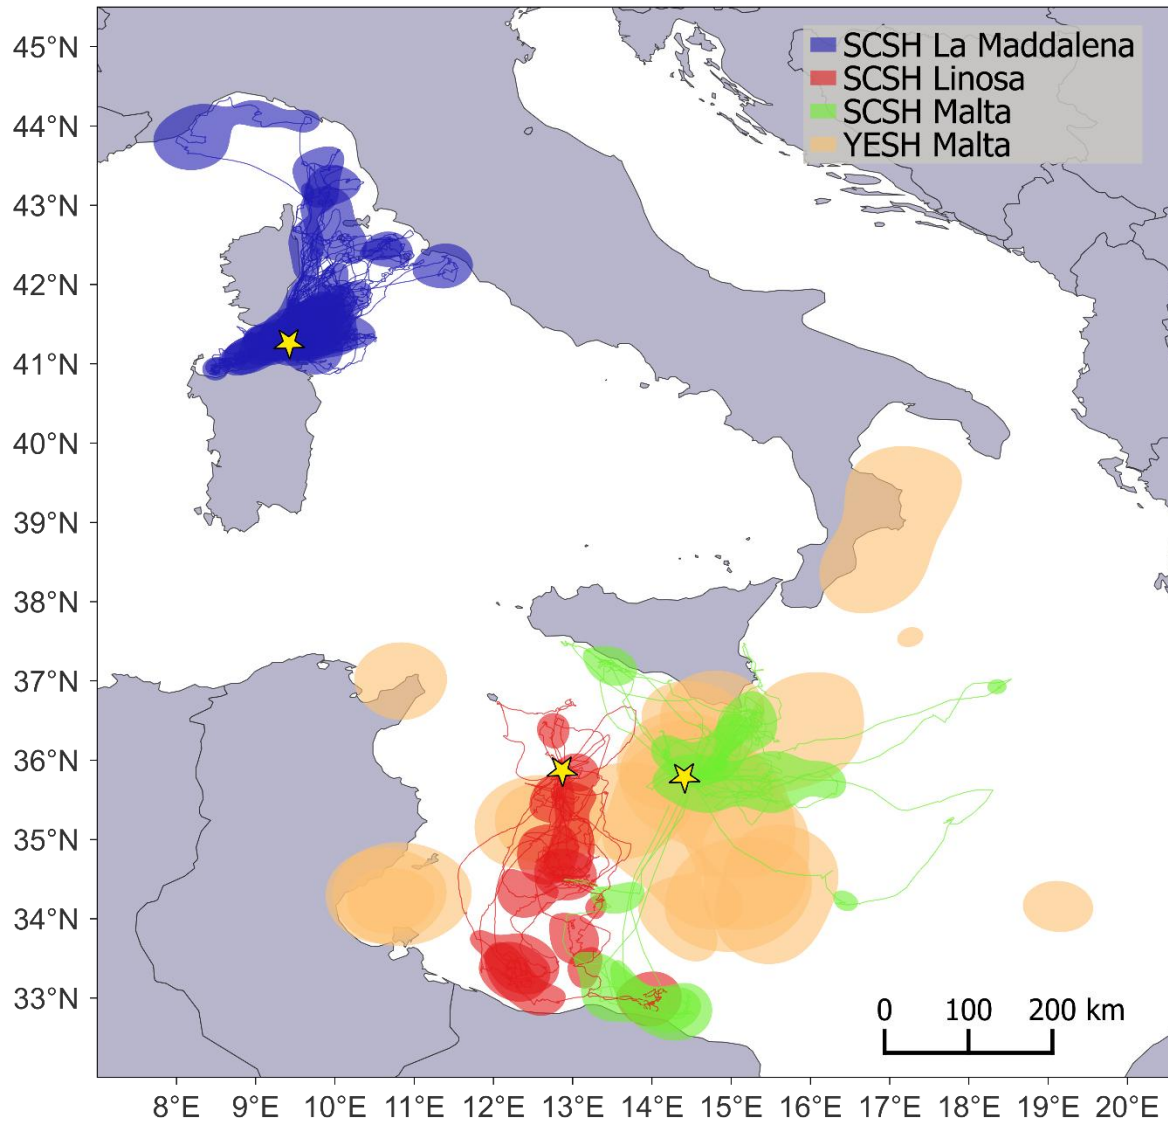 45°N
44°N
43°N
42°N
41°N
40°N
39°N
38°N
37°N
36°N
35°N
34°N
33°N
SCSH La Maddalena
SCSH Linosa
SCSH Malta
YESH Malta
0 100 200 km
8°E 9°E 10°E 11°E 12°E 13°E 14°E 15°E 16°E 17°E 18°E 19°E 20°E